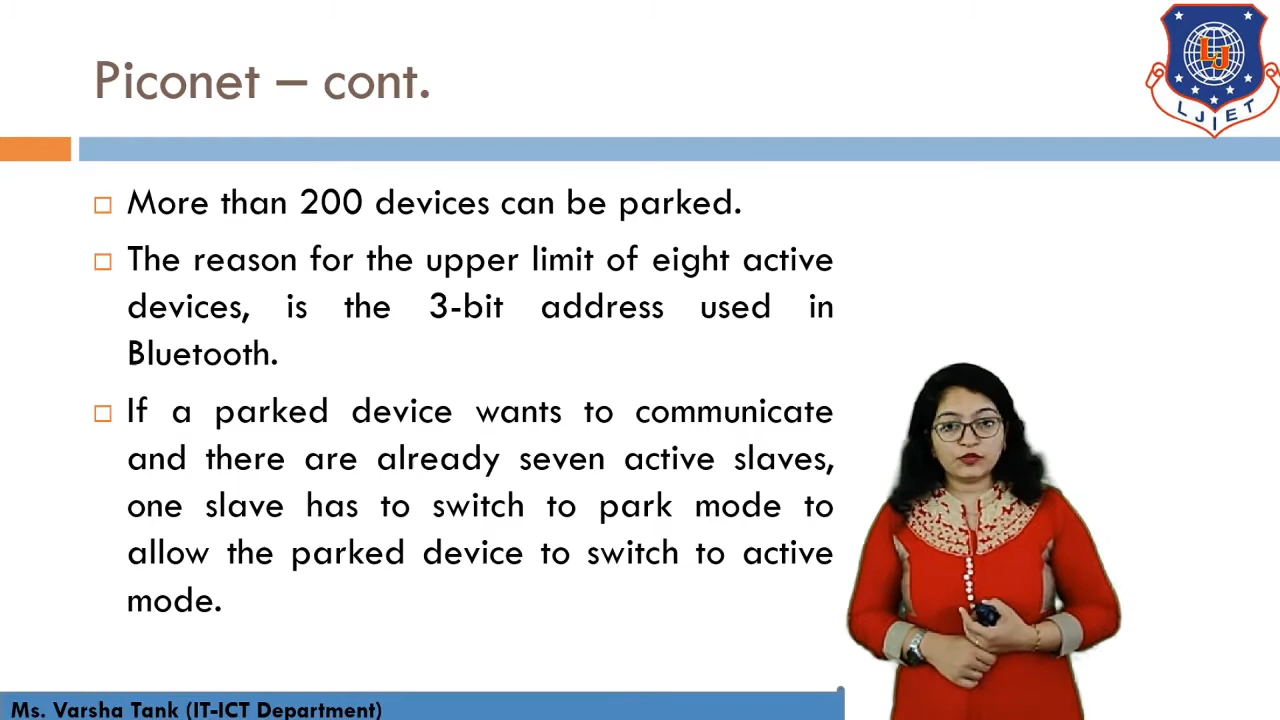 Piconet – cont.
LJIET
LJ
More than 200 devices can be parked.
The reason for the upper limit of eight active
devices, is the 3-bit address used in
Bluetooth.
If a parked device wants to communicate
and there are already seven active slaves,
one slave has to switch to park mode to
allow the parked device to switch to active
mode.
Ms. Varsha Tank (IT-ICT Department)